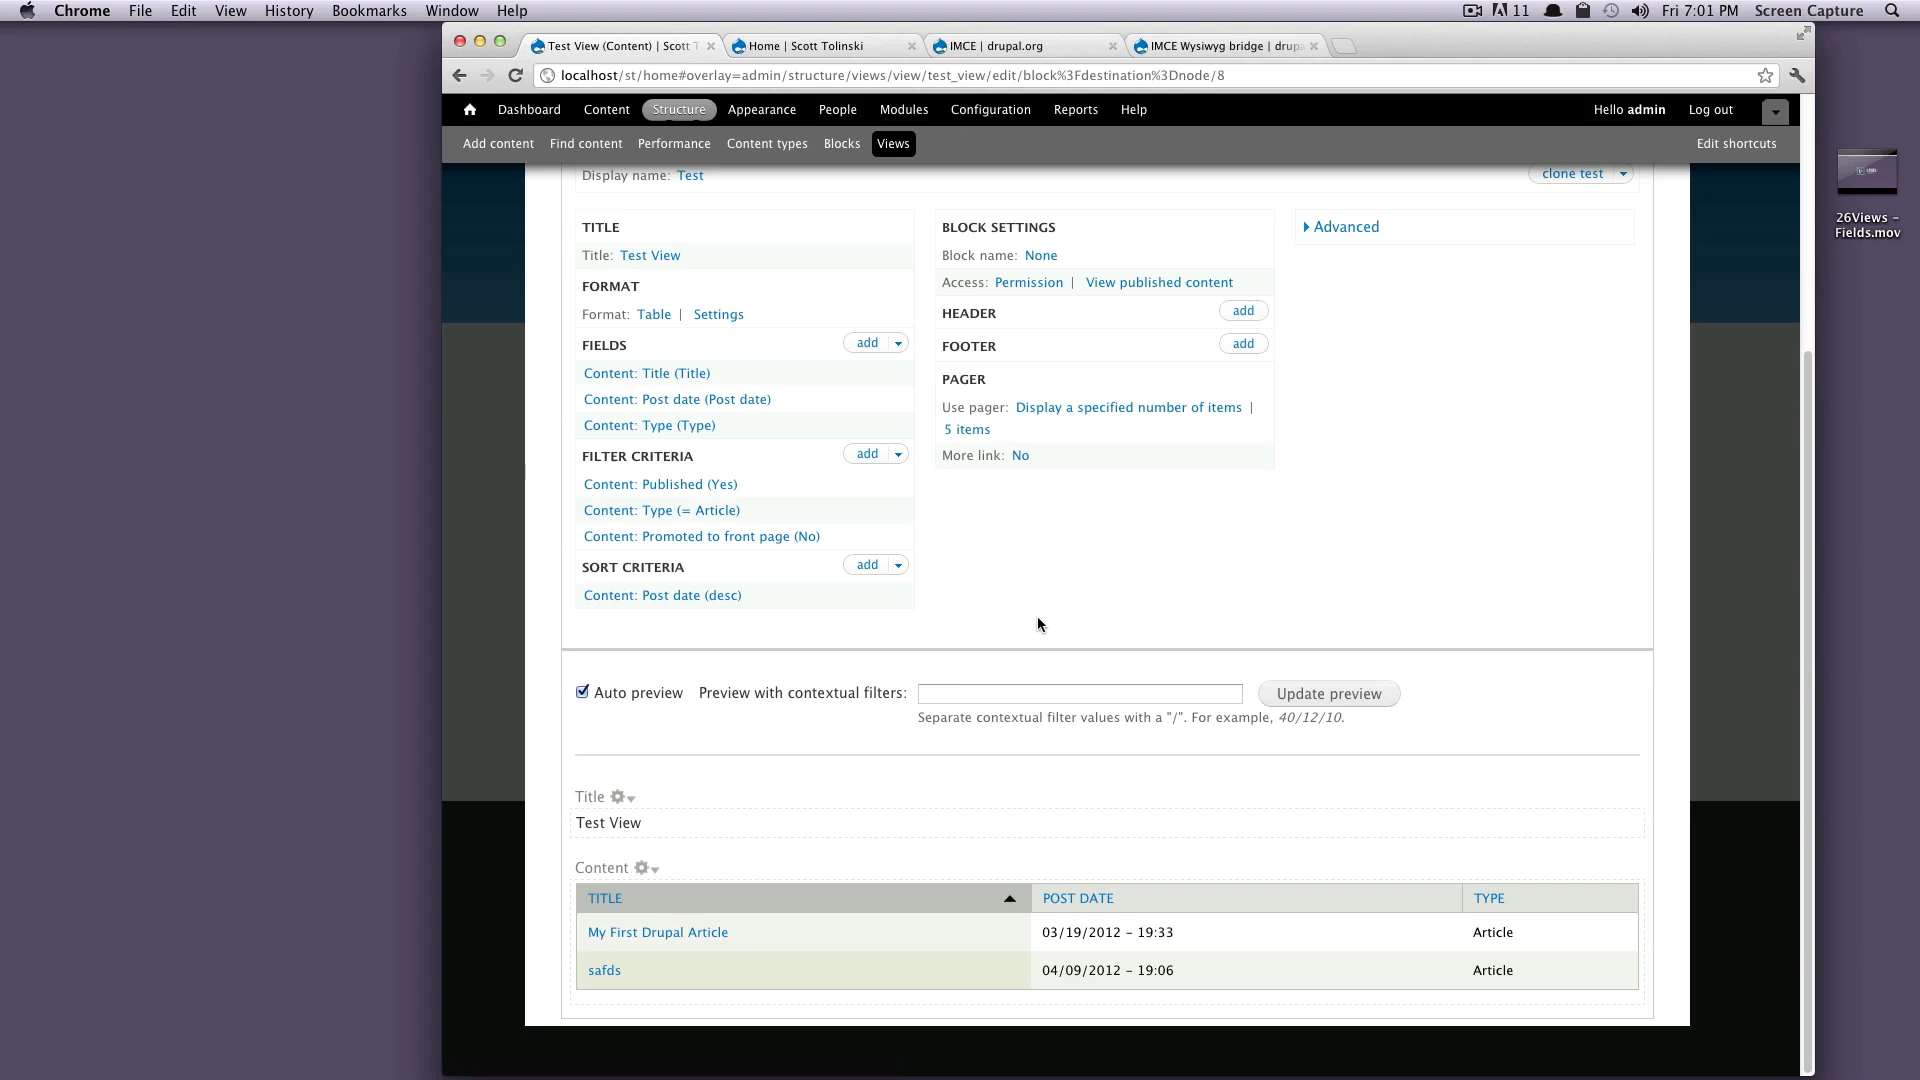 Chrome File Edit View History Bookmarks Window Help 11 Fri 7:01 PM Screen Capture
Test View (Content) | Scott T Home | Scott Tolinski IMCE | drupal.org IMCE Wysiwyg bridge | drupa
localhost/st/home#overlay=admin/structure/views/view/test_view/edit/block%3Fdestination%3Dnode/8
Dashboard Content Structure Appearance People Modules Configuration Reports Help Hello admin Log out
Add content Find content Performance Content types Blocks Views Edit shortcuts
Display name: Test clone test
TITLE
Title: Test View
FORMAT
Format: Table | Settings
FIELDS add
Content: Title (Title)
Content: Post date (Post date)
Content: Type (Type)
FILTER CRITERIA add
Content: Published (Yes)
Content: Type (= Article)
Content: Promoted to front page (No)
SORT CRITERIA add
Content: Post date (desc)
BLOCK SETTINGS
Block name: None
Access: Permission | View published content
HEADER add
FOOTER add
PAGER
Use pager: Display a specified number of items |
5 items
More link: No
Advanced
26Views -
Fields.mov
Auto preview Preview with contextual filters: Update preview
Separate contextual filter values with a "/". For example, 40/12/10.
Title
Test View
Content
TITLE POST DATE TYPE
My First Drupal Article 03/19/2012 - 19:33 Article
safds 04/09/2012 - 19:06 Article